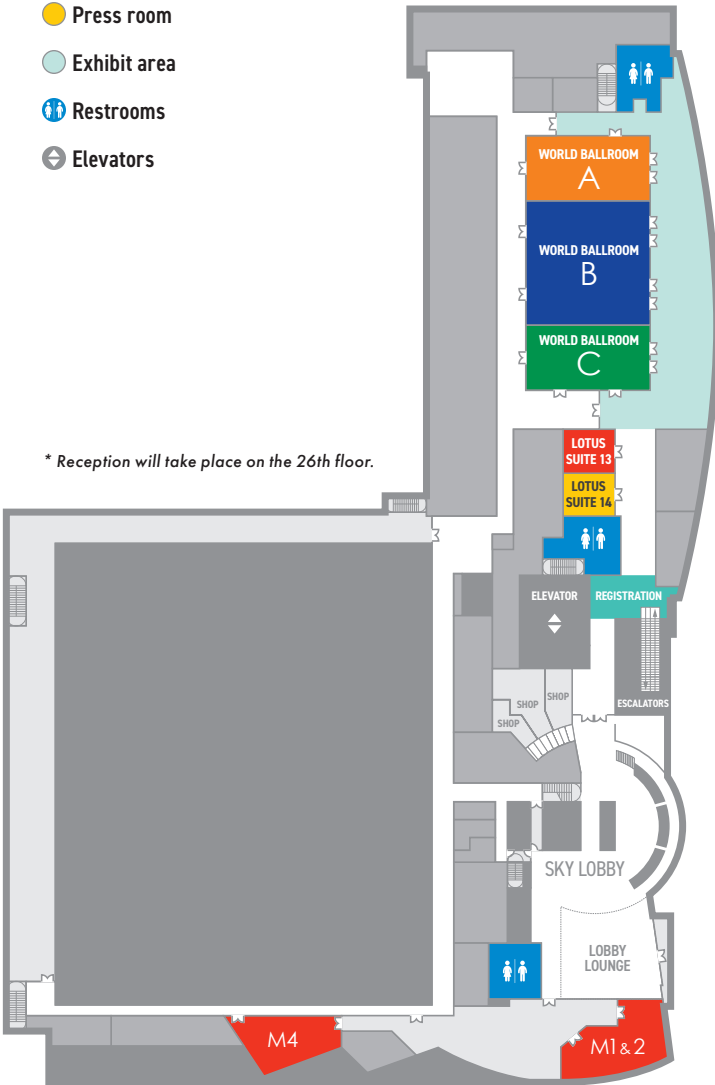 Press room
Exhibit area
Restrooms
Elevators
WORLD BALLROOM
A
WORLD BALLROOM
B
WORLD BALLROOM
C
* Reception will take place on the 26th floor.
LOTUS
SUITE 13
LOTUS
SUITE 14
ELEVATOR
REGISTRATION
SHOP
SHOP
SHOP
ESCALATORS
SKY LOBBY
LOBBY
LOUNGE
M4
M1 & 2